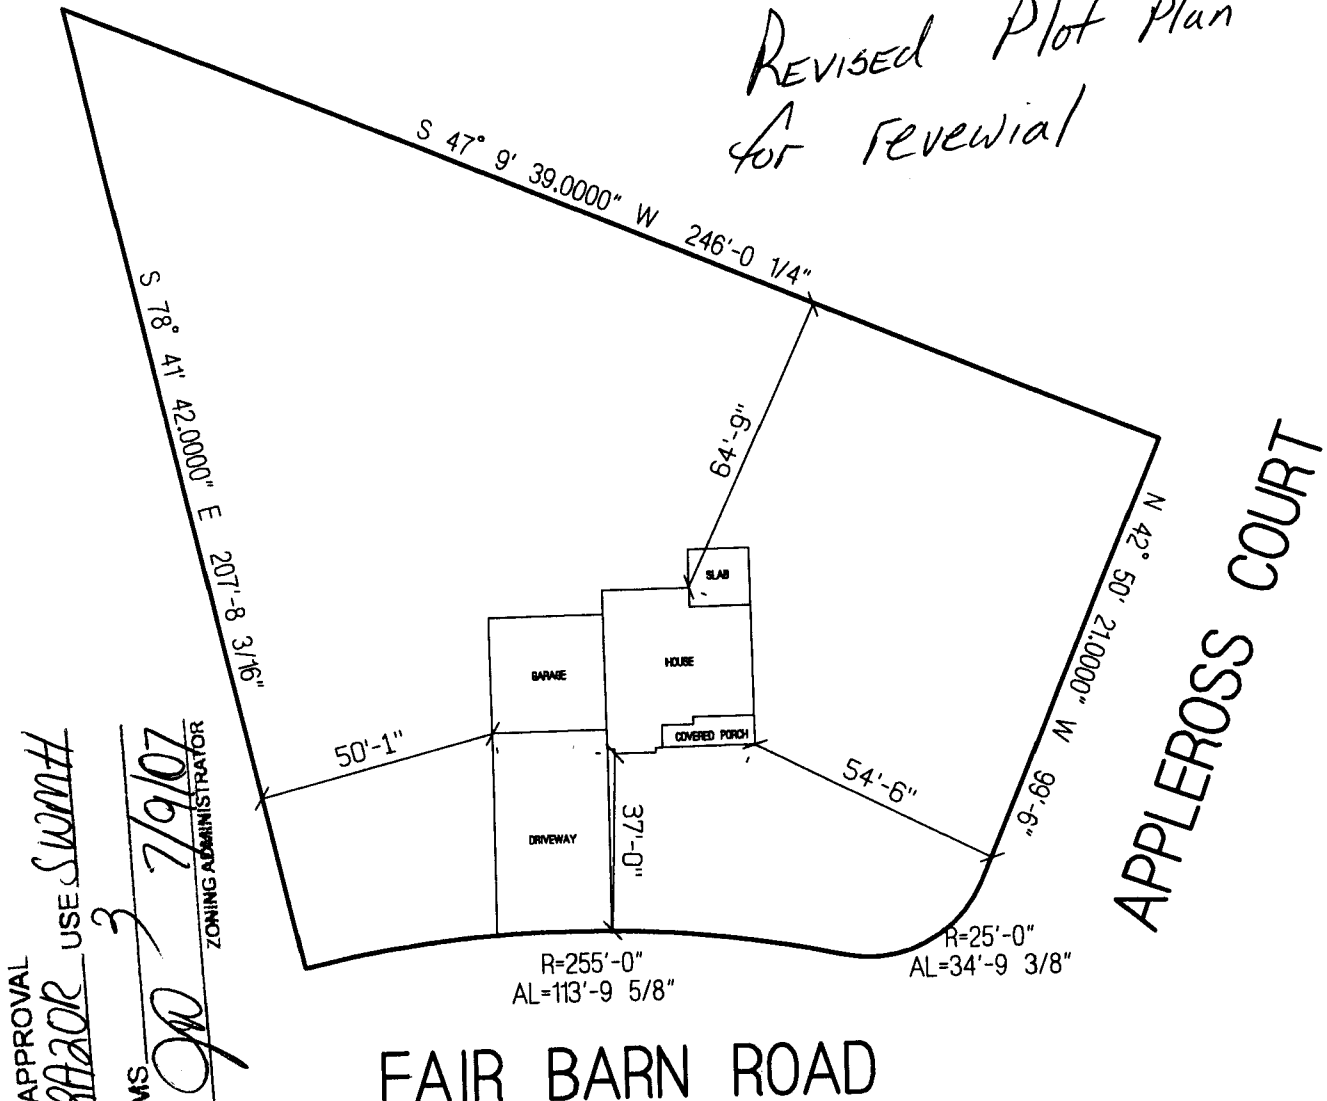 REVISED Plot Plan
for revewial
S 47° 9' 39.0000" W 246'-0 1/4"
S 78° 41' 42.0000" E 207'-8 3/16"
64'-9"
N 42° 50' 21.0000" W 99'-6"
APPLEROSS COURT
SLAB
GARAGE
HOUSE
COVERED PORCH
50'-1"
54'-6"
DRIVEWAY
37'-0"
R=255'-0"
AL=113'-9 5/8"
R=25'-0"
AL=34'-9 3/8"
FAIR BARN ROAD
APPROVAL
RA20R USE SWMH
MS 3
7/9/07
ZONING ADMINISTRATOR